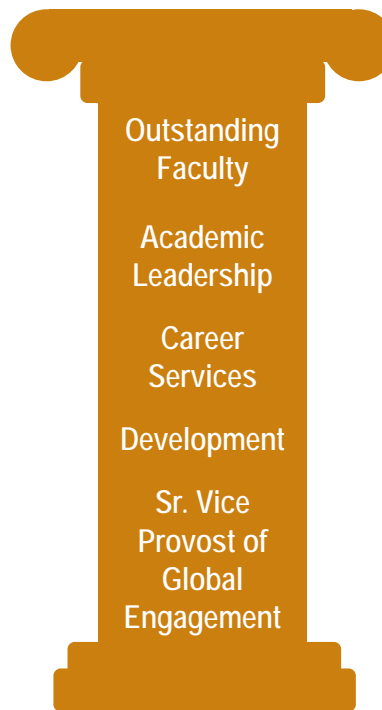 Outstanding
Faculty
Academic
Leadership
Career
Services
Development
Sr. Vice
Provost of
Global
Engagement